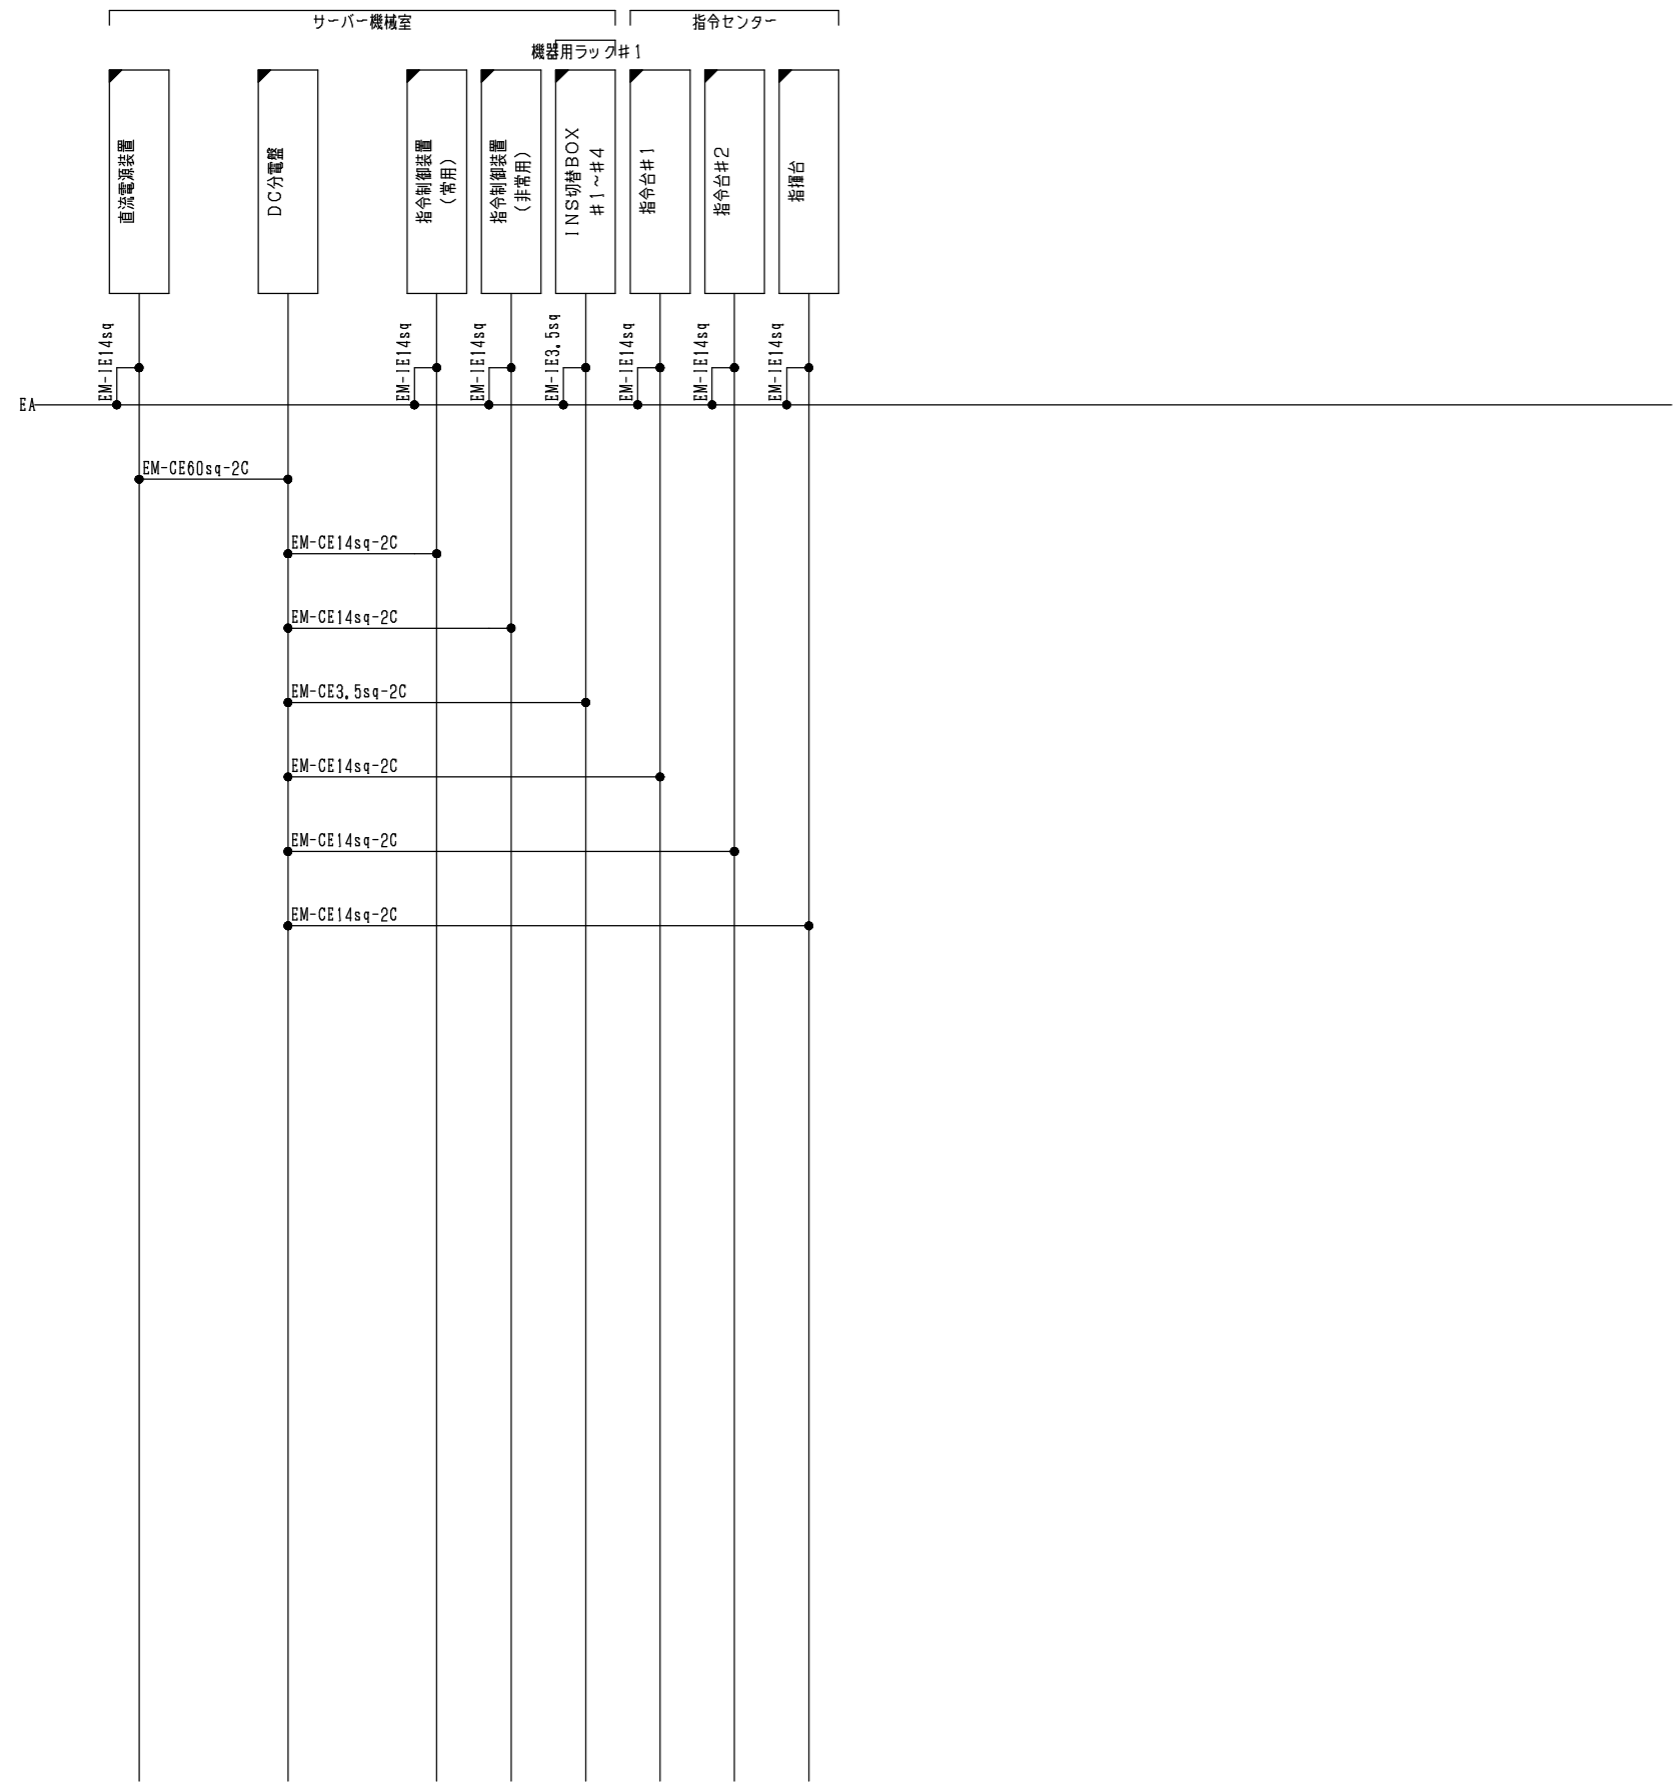 サーバー機械室
指令センター
機器用ラック＃１
直流電源装置
ＤＣ分電盤
指令制御装置
（常用）
指令制御装置
（非常用）
ＩＮＳ切替ＢＯＸ
＃１～＃４
指令台＃１
指令台＃２
指揮台
EM-IE14sq
EM-IE14sq
EM-IE14sq
EM-IE3.5sq
EM-IE14sq
EM-IE14sq
EM-IE14sq
EA
EM-CE60sq-2C
EM-CE14sq-2C
EM-CE14sq-2C
EM-CE3.5sq-2C
EM-CE14sq-2C
EM-CE14sq-2C
EM-CE14sq-2C